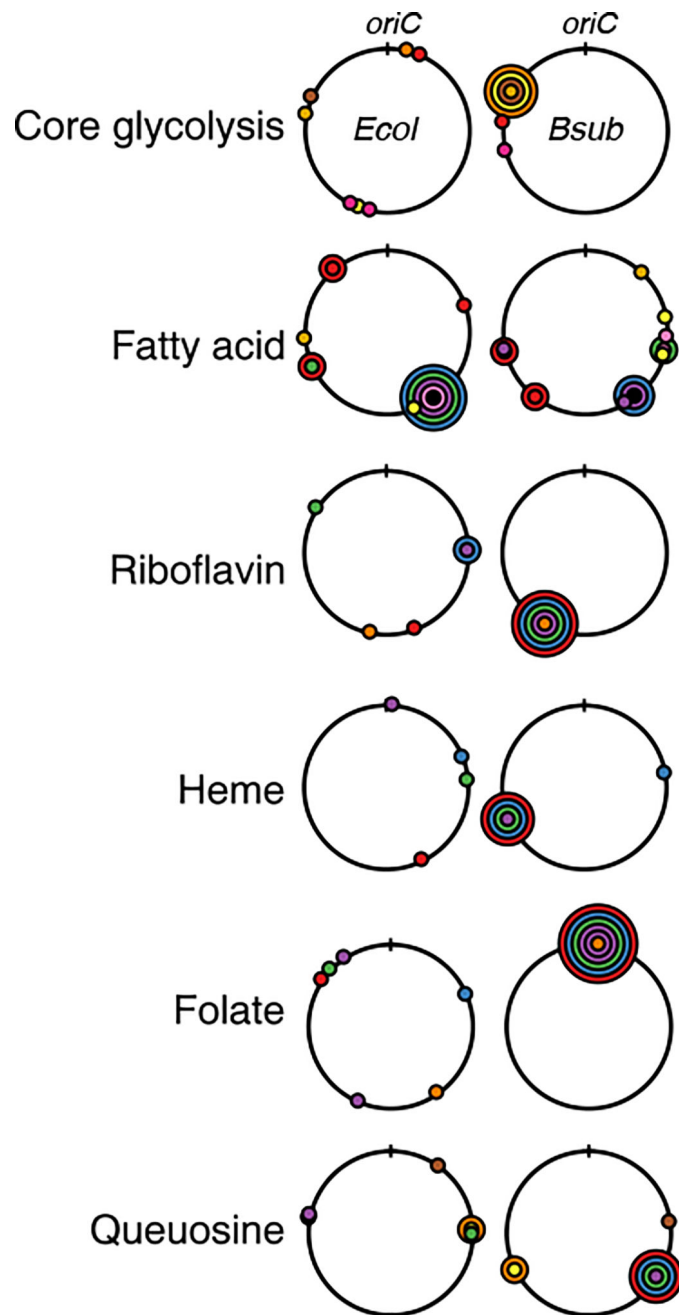 oriC oriC
Core glycolysis Ecol Bsub
Fatty acid
Riboflavin
Heme
Folate
Queuosine